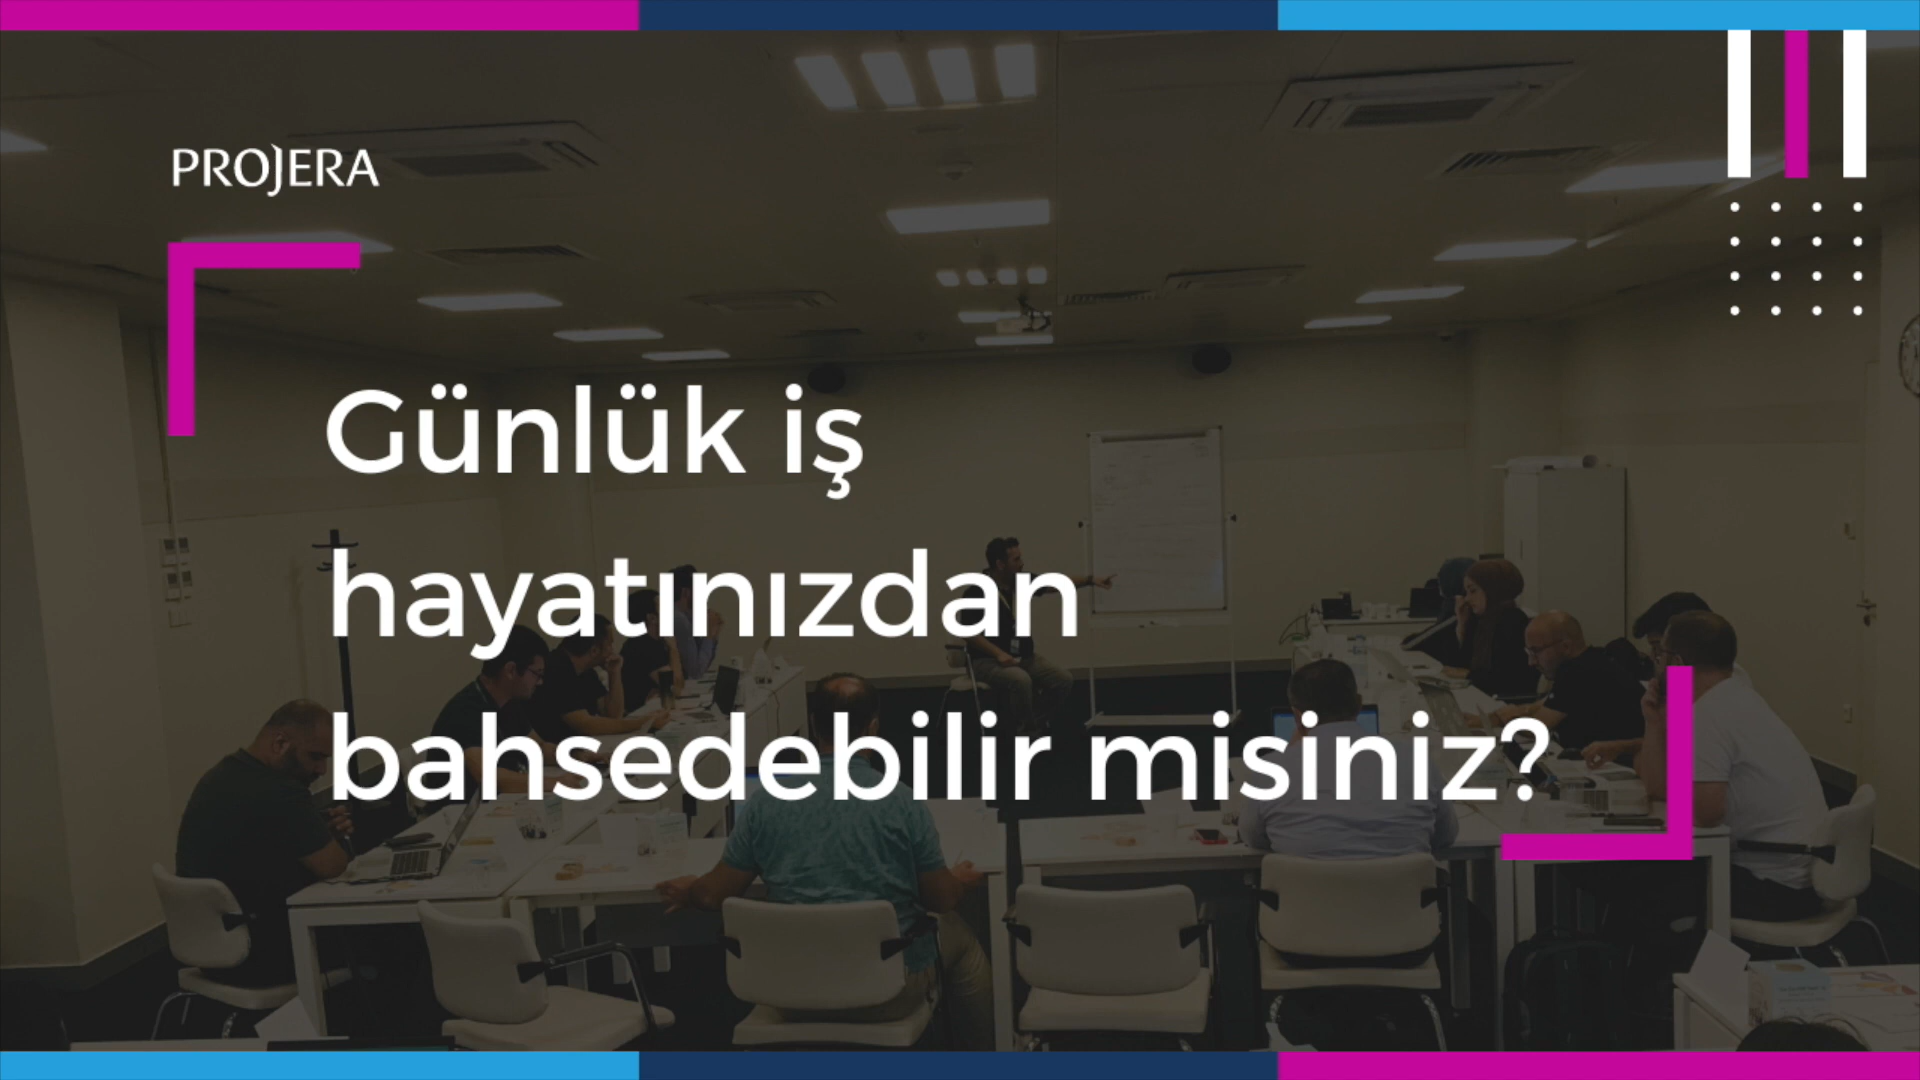 PROJERA
Günlük iş
hayatınızdan
bahsedebilir misiniz?